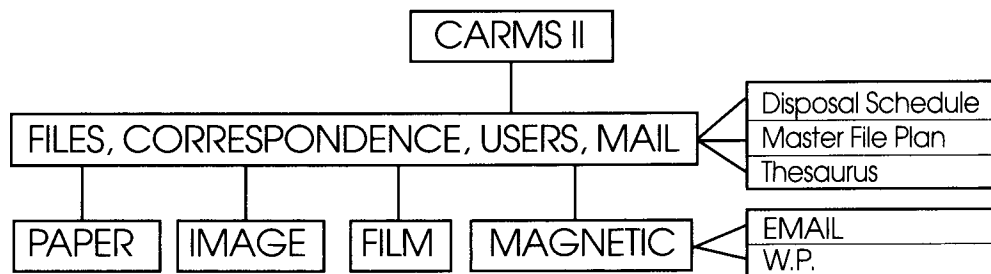 CARMS II
FILES, CORRESPONDENCE, USERS, MAIL
Disposal Schedule
Master File Plan
Thesaurus
PAPER
IMAGE
FILM
MAGNETIC
EMAIL
W.P.